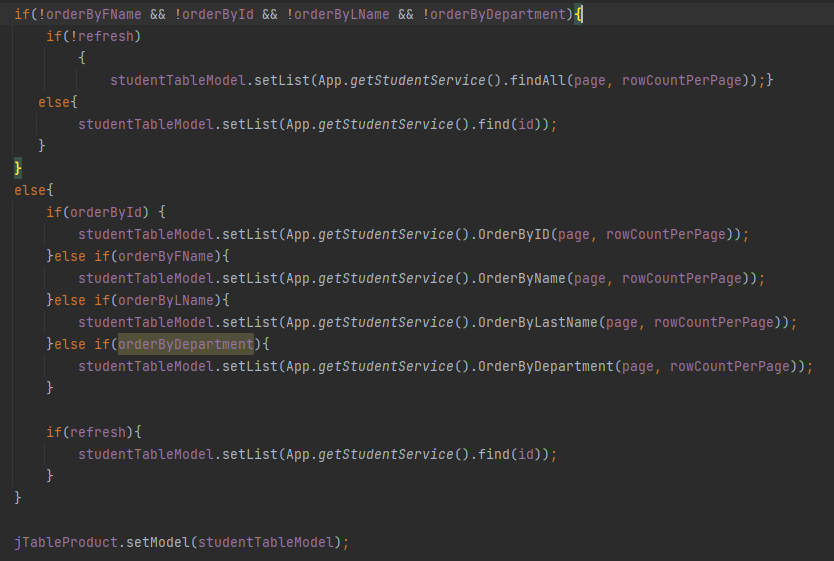 if(!orderByFName && !orderById && !orderByLName && !orderByDepartment){
    if(!refresh)
        {
            studentTableModel.setList(App.getStudentService().findAll(page, rowCountPerPage));}
   else{
        studentTableModel.setList(App.getStudentService().find(id));
   }
}
else{
    if(orderById) {
        studentTableModel.setList(App.getStudentService().OrderByID(page, rowCountPerPage));
    }else if(orderByFName){
        studentTableModel.setList(App.getStudentService().OrderByName(page, rowCountPerPage));
    }else if(orderByLName){
        studentTableModel.setList(App.getStudentService().OrderByLastName(page, rowCountPerPage));
    }else if(orderByDepartment){
        studentTableModel.setList(App.getStudentService().OrderByDepartment(page, rowCountPerPage));
    }
    if(refresh){
        studentTableModel.setList(App.getStudentService().find(id));
    }
}
jTableProduct.setModel(studentTableModel);